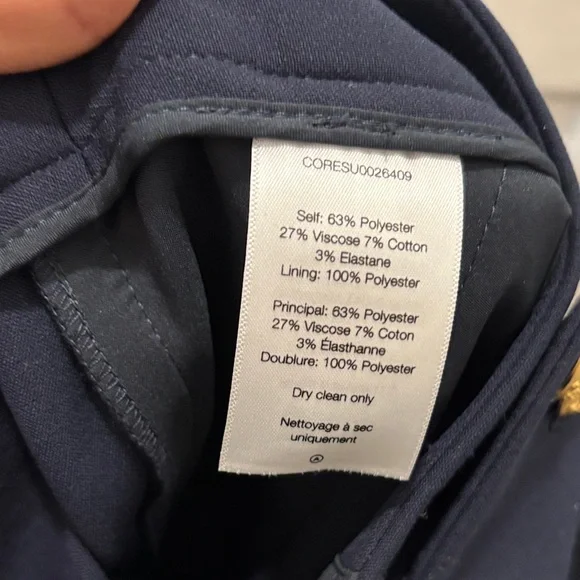 CORESU0026409
Self: 63% Polyester
27% Viscose 7% Cotton
3% Elastane
Lining: 100% Polyester
Principal: 63% Polyester
27% Viscose 7% Coton
3% Élasthanne
Doublure: 100% Polyester
Dry clean only
Nettoyage à sec
uniquement